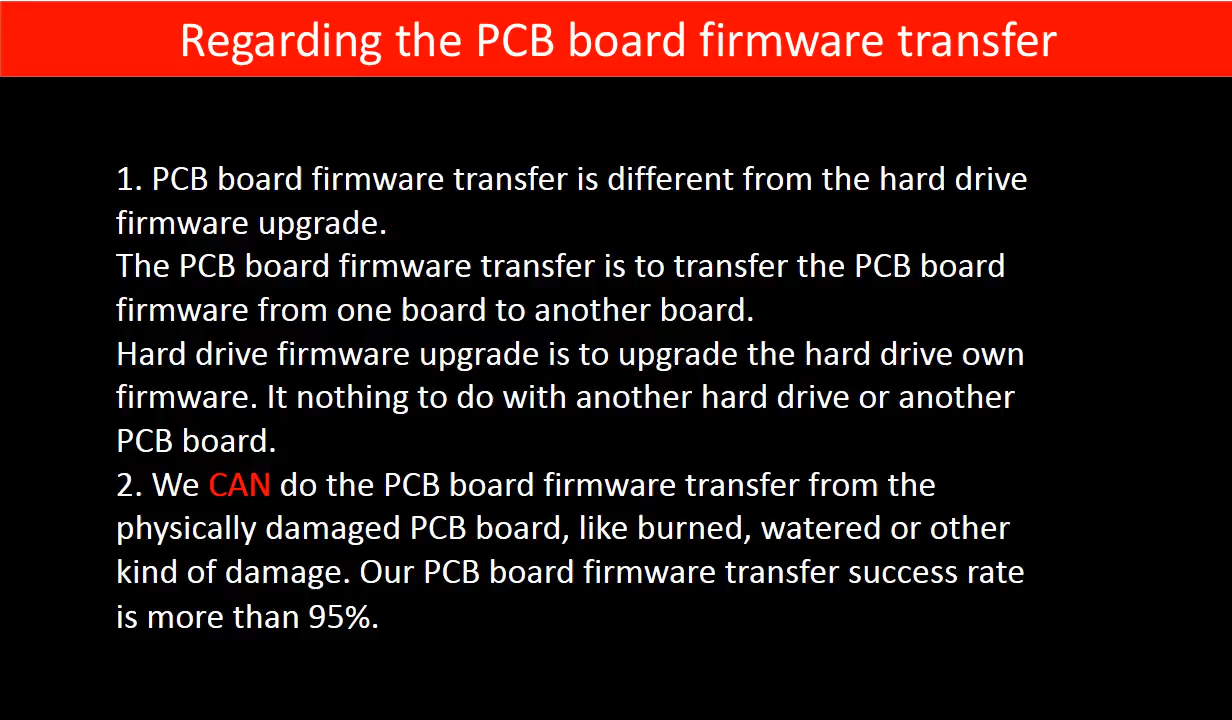 Regarding the PCB board firmware transfer
1. PCB board firmware transfer is different from the hard drive
firmware upgrade.
The PCB board firmware transfer is to transfer the PCB board
firmware from one board to another board.
Hard drive firmware upgrade is to upgrade the hard drive own
firmware. It nothing to do with another hard drive or another
PCB board.
2. We CAN do the PCB board firmware transfer from the
physically damaged PCB board, like burned, watered or other
kind of damage. Our PCB board firmware transfer success rate
is more than 95%.